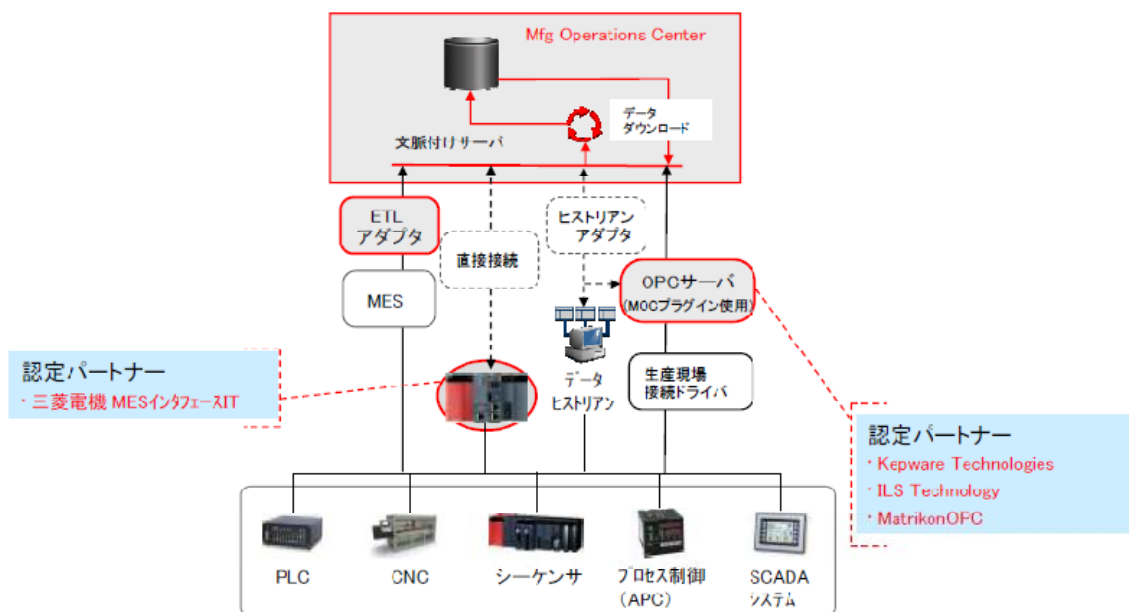 Mfg Operations Center
データ
ダウンロード
文脈付けサーバ
ETL
アダプタ
直接接続
ヒストリアン
アダプタ
OPCサーバ
(MOCプラグイン使用)
MES
認定パートナー
・三菱電機 MESインタフェースIT
データ
ヒストリアン
生産現場
接続ドライバ
認定パートナー
・Kepware Technologies
・ILS Technology
・MatrikonOPC
PLC
CNC
シーケンサ
プロセス制御
(APC)
SCADA
システム